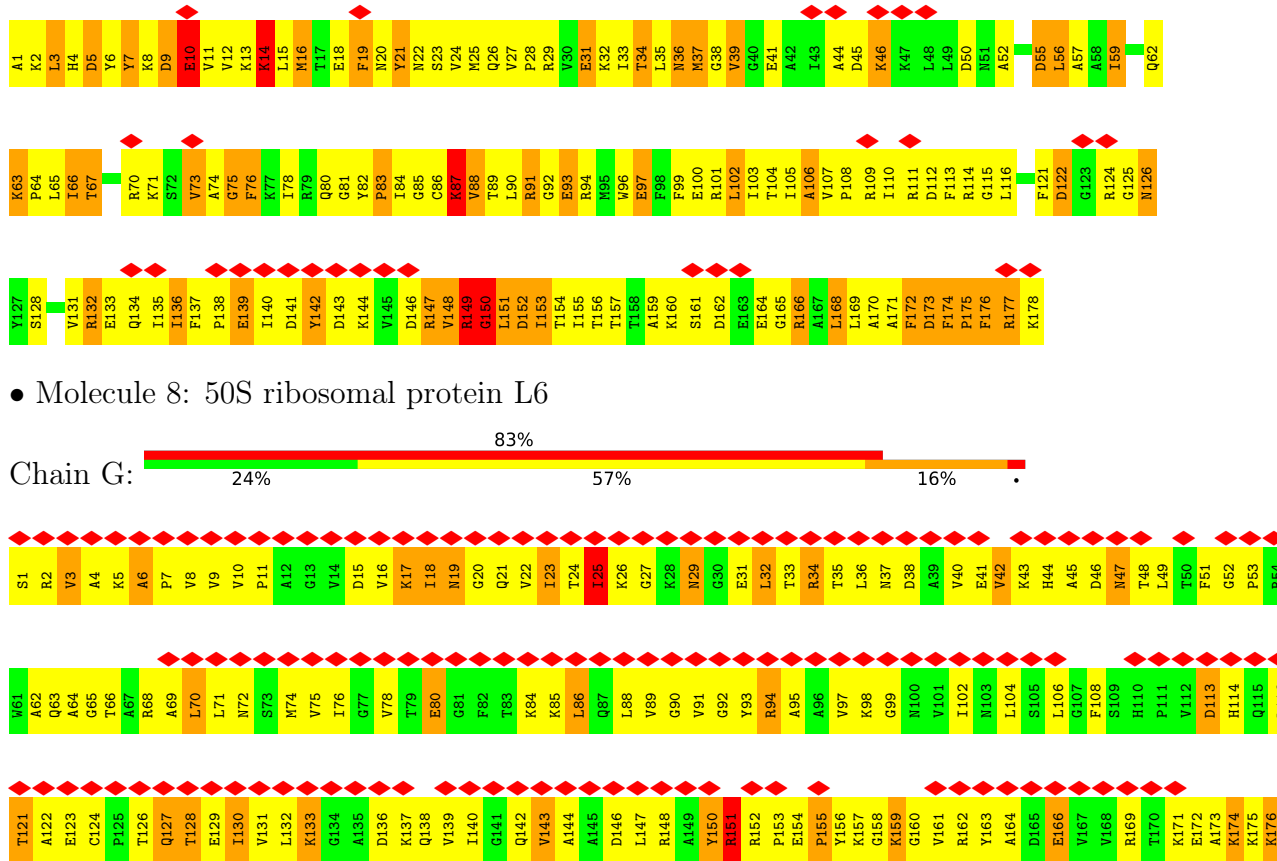 A1 K2 L3 H4 D5 Y6 Y7 K8 D9 E10 V11 V12 K13 K14 L15 M16 T17 E18 F19 N20 Y21 N22 S23 V24 M25 Q26 V27 P28 R29 V30 E31 K32 I33 T34 L35 N36 M37 G38 V39 G40 E41 A42 I43 A44 D45 K46 K47 L48 L49 D50 N51 A52 D55 L56 A57 A58 I59 Q62
K63 P64 L65 I66 T67 R70 K71 S72 V73 A74 G75 F76 K77 I78 R79 Q80 G81 Y82 P83 I84 G85 C86 K87 V88 T89 L90 R91 G92 E93 R94 M95 W96 E97 F98 F99 E100 R101 L102 I103 T104 I105 A106 V107 P108 R109 I110 R111 D112 F113 R114 G115 L116 F121 D122 G123 R124 G125 N126
Y127 S128 V131 R132 E133 Q134 I135 I136 F137 P138 E139 I140 D141 Y142 D143 K144 V145 D146 R147 V148 R149 G150 L151 D152 I153 T154 I155 T156 T157 T158 A159 K160 S161 D162 E163 E164 G165 R166 A167 L168 L169 A170 A171 F172 D173 F174 P175 F176 R177 K178
• Molecule 8: 50S ribosomal protein L6
83%
Chain G: 24% 57% 16% •
S1 R2 V3 A4 K5 A6 P7 V8 V9 V10 P11 A12 G13 V14 D15 V16 K17 I18 N19 G20 Q21 V22 I23 T24 I25 K26 G27 K28 N29 G30 E31 L32 T33 R34 T35 L36 N37 D38 A39 V40 E41 V42 K43 H44 A45 D46 N47 T48 L49 T50 F51 G52 P53 R54
W61 A62 Q63 A64 G65 T66 A67 R68 A69 L70 L71 N72 S73 M74 V75 I76 G77 V78 T79 E80 G81 F82 T83 K84 K85 L86 Q87 L88 V89 G90 V91 G92 Y93 R94 A95 A96 V97 K98 G99 N100 V101 I102 N103 L104 S105 L106 G107 F108 S109 H110 P111 V112 D113 H114 Q115
T121 A122 E123 C124 P125 T126 Q127 T128 E129 I130 V131 L132 K133 G134 A135 D136 K137 Q138 V139 I140 G141 Q142 V143 A144 A145 D146 L147 R148 A149 Y150 R151 R152 P153 E154 P155 Y156 K157 G158 K159 G160 V161 R162 Y163 A164 D165 E166 V167 V168 R169 T170 K171 E172 A173 K174 K175 K176